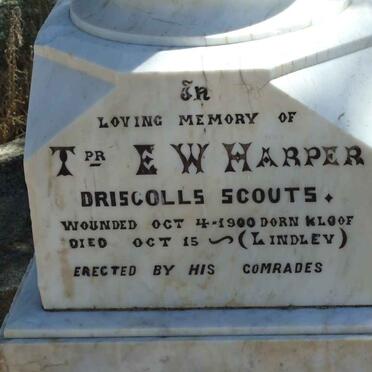 In
LOVING MEMORY OF
TPR E W HARPER
DRISCOLLS SCOUTS.
WOUNDED OCT 4-1900 DORN KLOOF
DIED OCT 15 ~ (LINDLEY)
ERECTED BY HIS COMRADES